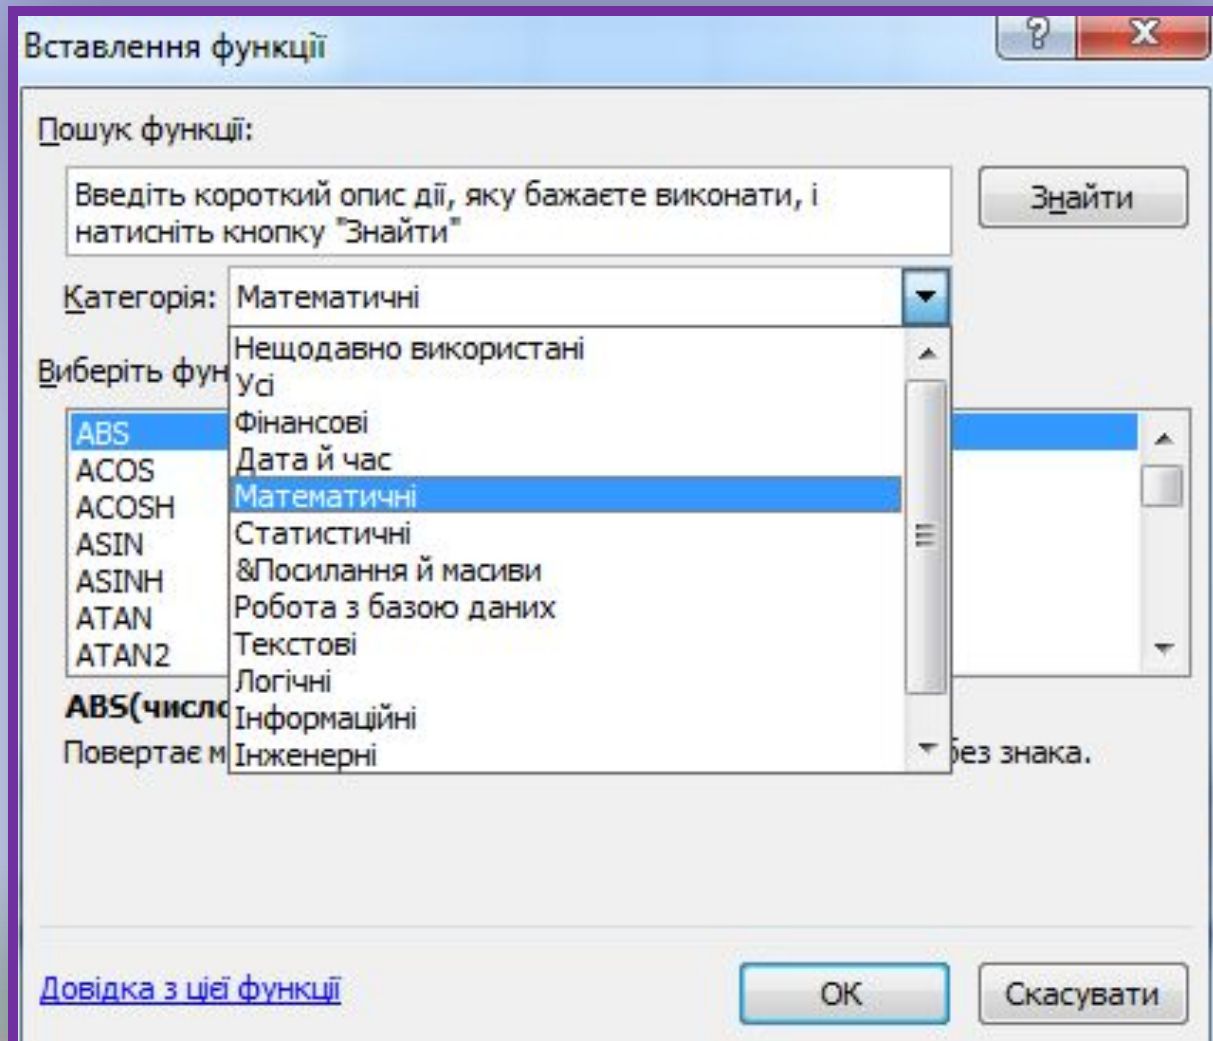 Вставлення функції
Пошук функції:
Введіть короткий опис дії, яку бажаєте виконати, і
натисніть кнопку "Знайти"
Знайти
Категорія: Математичні
Нещодавно використані
Усі
Фінансові
Дата й час
Математичні
Статистичні
&Посилання й масиви
Робота з базою даних
Текстові
Логічні
Інформаційні
Інженерні
Виберіть
ABS
ACOS
ACOSH
ASIN
ASINH
ATAN
ATAN2
Повертає без знака.
Довідка з цієї функції
ОК
Скасувати